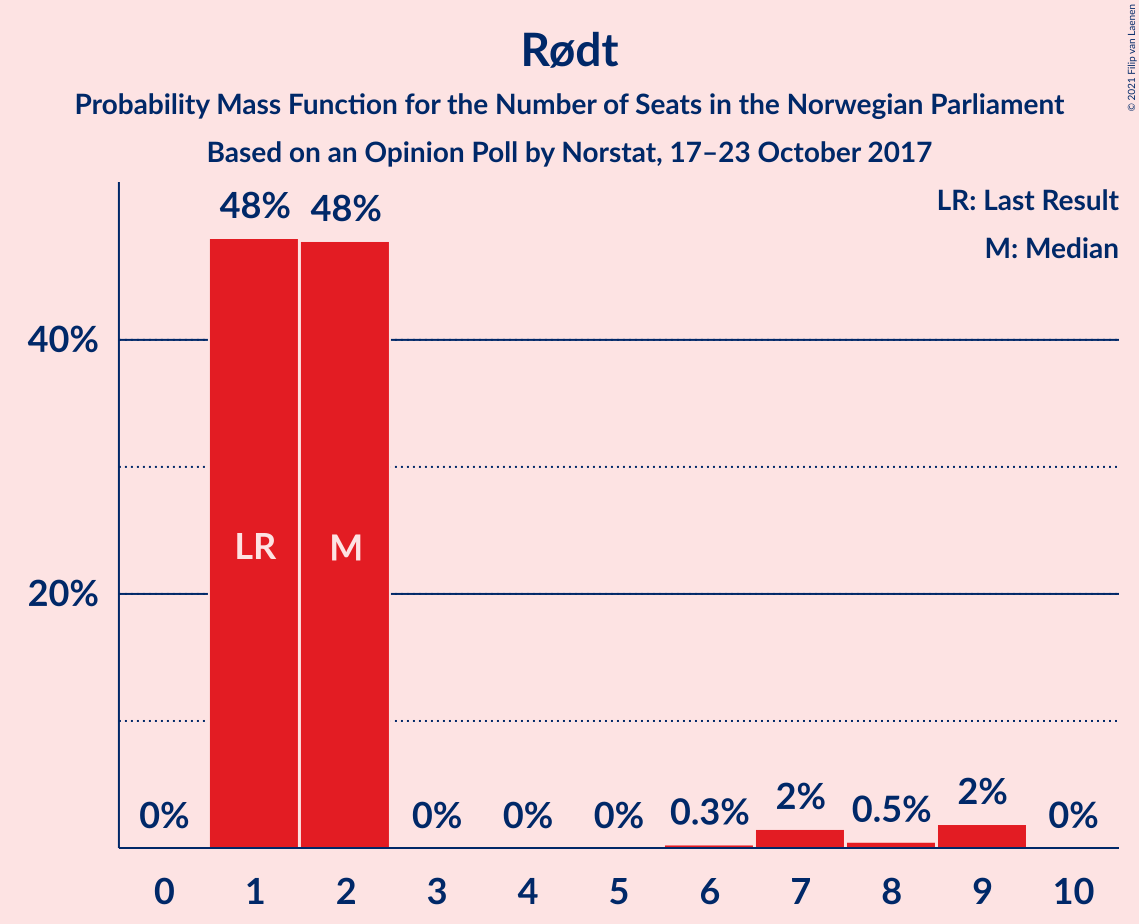 Rødt
Probability Mass Function for the Number of Seats in the Norwegian Parliament
Based on an Opinion Poll by Norstat, 17–23 October 2017
© 2021 Filip van Laenen
LR: Last Result
M: Median
48% 48%
40%
LR M
20%
0% 0% 0% 0% 0.3% 2% 0.5% 2% 0%
0 1 2 3 4 5 6 7 8 9 10